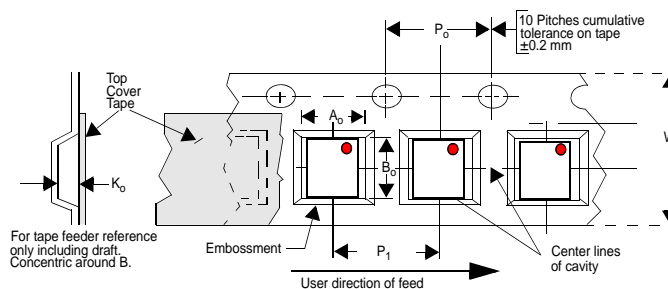 10 Pitches cumulative
tolerance on tape
±0.2 mm
Po
Top
Cover
Tape
Ao
W
Bo
Ko
For tape feeder reference
only including draft.
Concentric around B.
Embossment
P1
Center lines
of cavity
User direction of feed